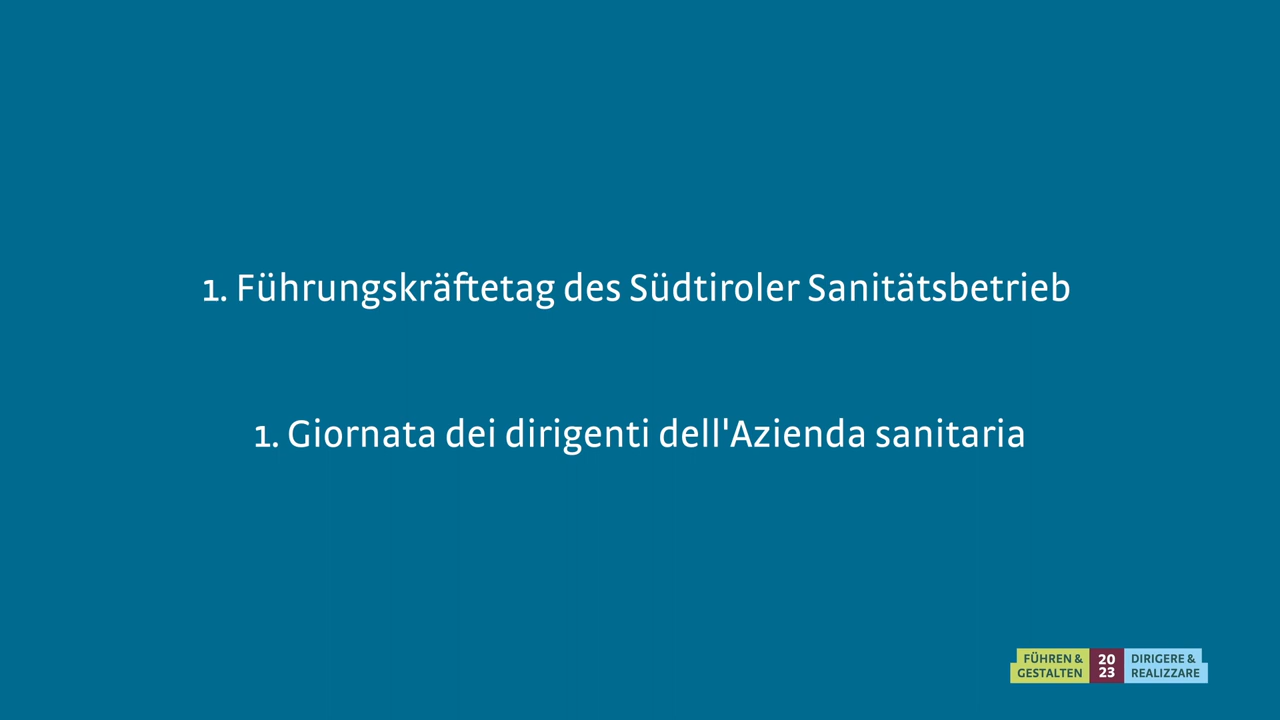 1. Führungskräftetag des Südtiroler Sanitätsbetrieb
1. Giornata dei dirigenti dell'Azienda sanitaria
FÜHREN &
GESTALTEN
20
23
DIRIGERE &
REALIZZARE